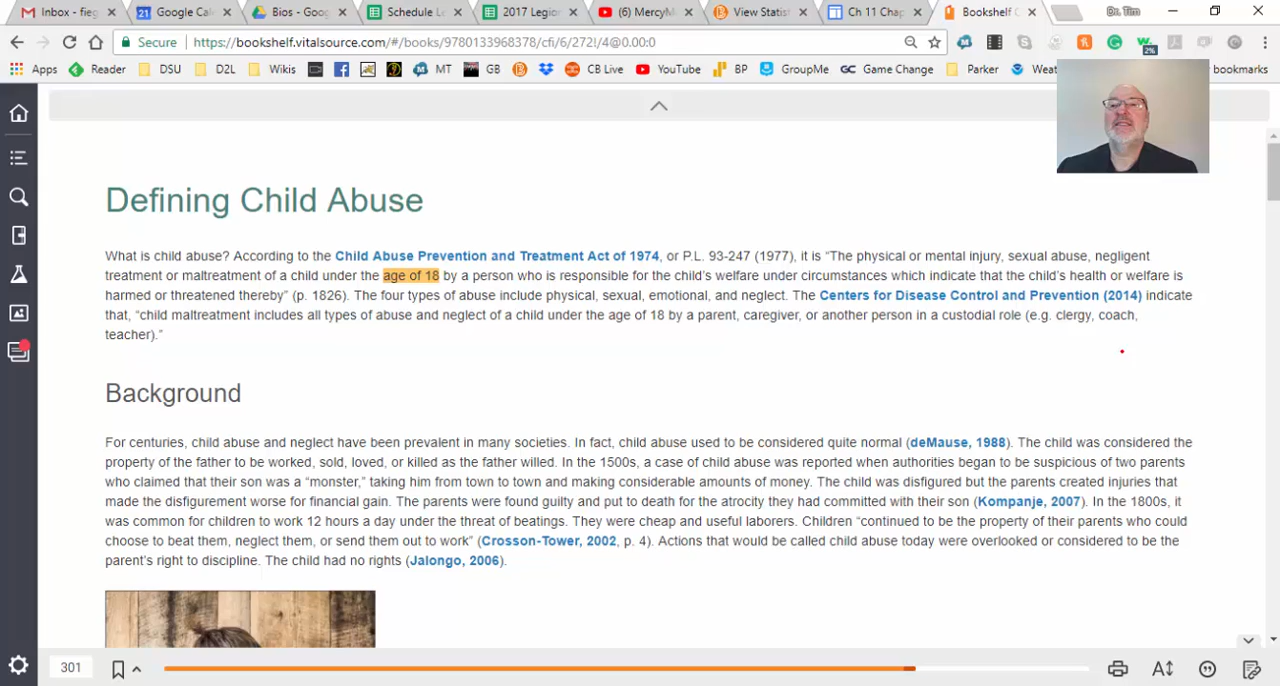 Inbox - fieg
Google Cal
Bios - Goog
Schedule Le
2017 Legion
(6) MercyM
View Statist
Ch 11 Chap
Bookshelf O
Dr. Tim
Secure
https://bookshelf.vitalsource.com/#/books/9780133968378/cfi/6/272!/4@0.00:0
2%
Apps
Reader
DSU
D2L
Wikis
MT
GB
CB Live
YouTube
BP
GroupMe
GC Game Change
Parker
Weat
bookmarks
Defining Child Abuse
What is child abuse? According to the Child Abuse Prevention and Treatment Act of 1974, or P.L. 93-247 (1977), it is “The physical or mental injury, sexual abuse, negligent
treatment or maltreatment of a child under the age of 18 by a person who is responsible for the child’s welfare under circumstances which indicate that the child’s health or welfare is
harmed or threatened thereby” (p. 1826). The four types of abuse include physical, sexual, emotional, and neglect. The Centers for Disease Control and Prevention (2014) indicate
that, “child maltreatment includes all types of abuse and neglect of a child under the age of 18 by a parent, caregiver, or another person in a custodial role (e.g. clergy, coach,
teacher).”
Background
For centuries, child abuse and neglect have been prevalent in many societies. In fact, child abuse used to be considered quite normal (deMause, 1988). The child was considered the
property of the father to be worked, sold, loved, or killed as the father willed. In the 1500s, a case of child abuse was reported when authorities began to be suspicious of two parents
who claimed that their son was a “monster,” taking him from town to town and making considerable amounts of money. The child was disfigured but the parents created injuries that
made the disfigurement worse for financial gain. The parents were found guilty and put to death for the atrocity they had committed with their son (Kompanje, 2007). In the 1800s, it
was common for children to work 12 hours a day under the threat of beatings. They were cheap and useful laborers. Children “continued to be the property of their parents who could
choose to beat them, neglect them, or send them out to work” (Crosson-Tower, 2002, p. 4). Actions that would be called child abuse today were overlooked or considered to be the
parent’s right to discipline. The child had no rights (Jalongo, 2006).
301